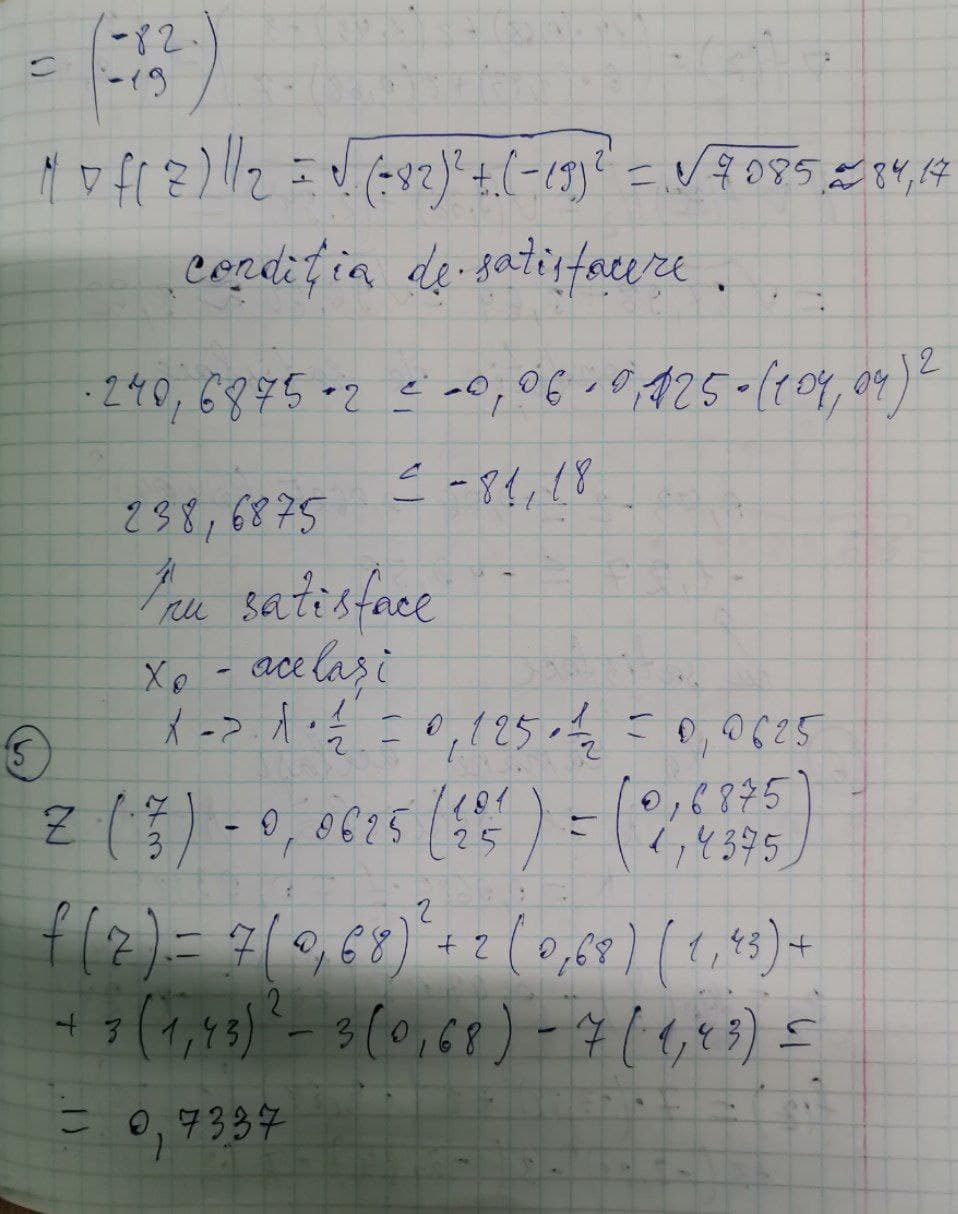 = (-82
-19)
||∇f(z)||₂ = √(-82)²+(-19)² = √7085 ≈ 84,17
condiția de satisfacere.
240,6875-2 ≤ -0,06·0,125·(104,04)²
238,6875 ≤ -81,18
nu satisface
x₀ - același
λ -> λ·1/2 = 0,125·1/2 = 0,0625
⑤
z (7
3) - 0,0625 (101
25) = (0,6875
1,4375)
f(z) = 7(0,68)² + 2(0,68)(1,43)+
+ 3(1,43)² - 3(0,68) - 7(1,43) =
= 0,7337